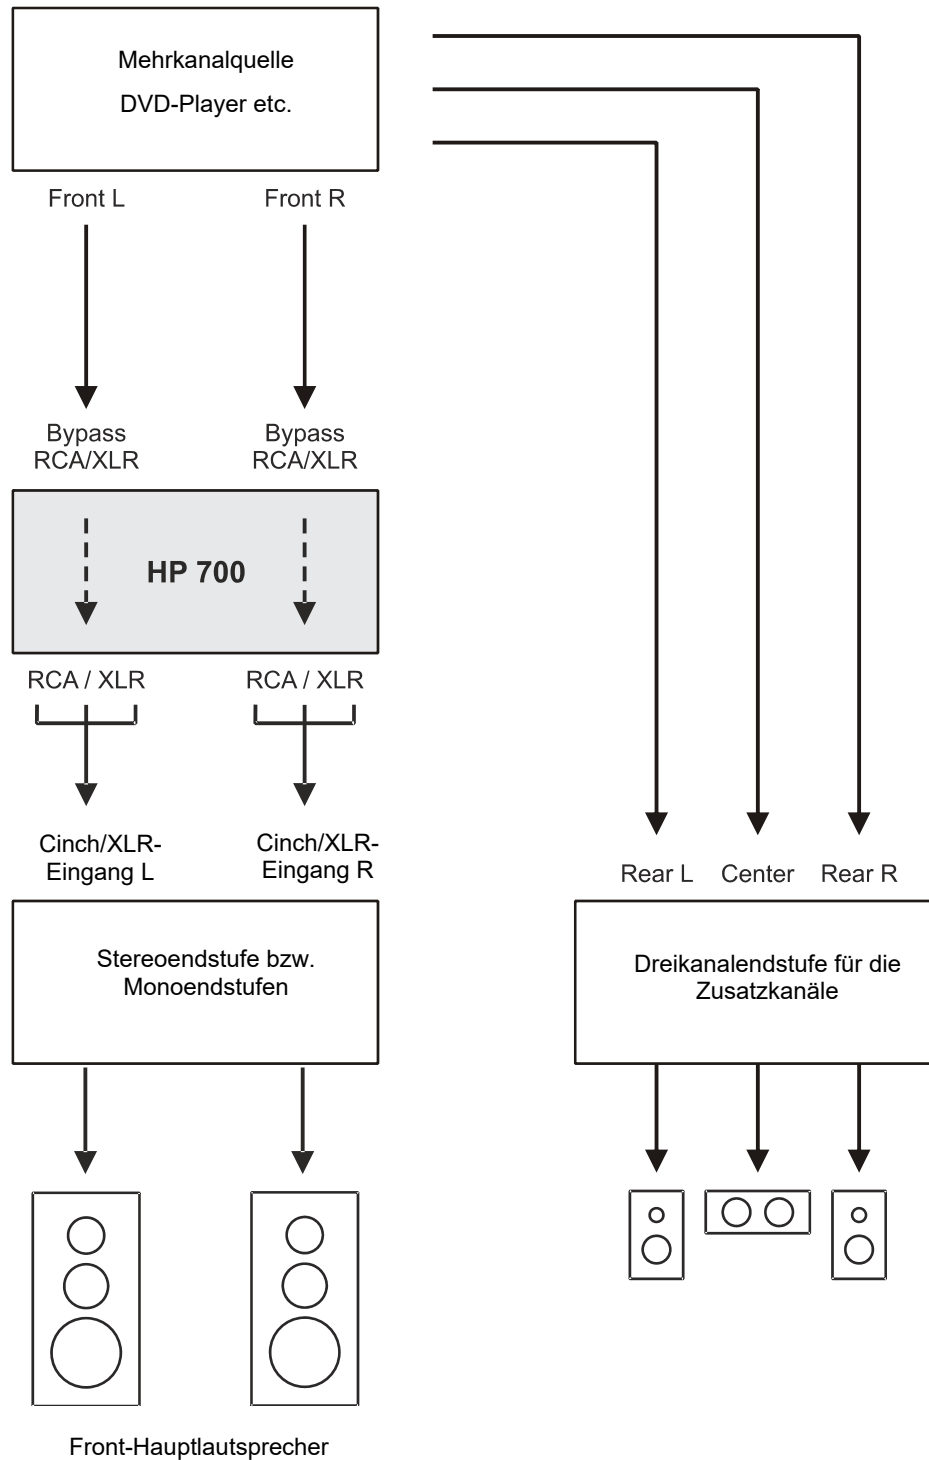 Mehrkanalquelle
DVD-Player etc.
Front L
Front R
Bypass
RCA/XLR
Bypass
RCA/XLR
HP 700
RCA / XLR
RCA / XLR
Cinch/XLR-
Eingang L
Cinch/XLR-
Eingang R
Rear L
Center
Rear R
Stereoendstufe bzw.
Monoendstufen
Dreikanalendstufe für die
Zusatzkanäle
Front-Hauptlautsprecher